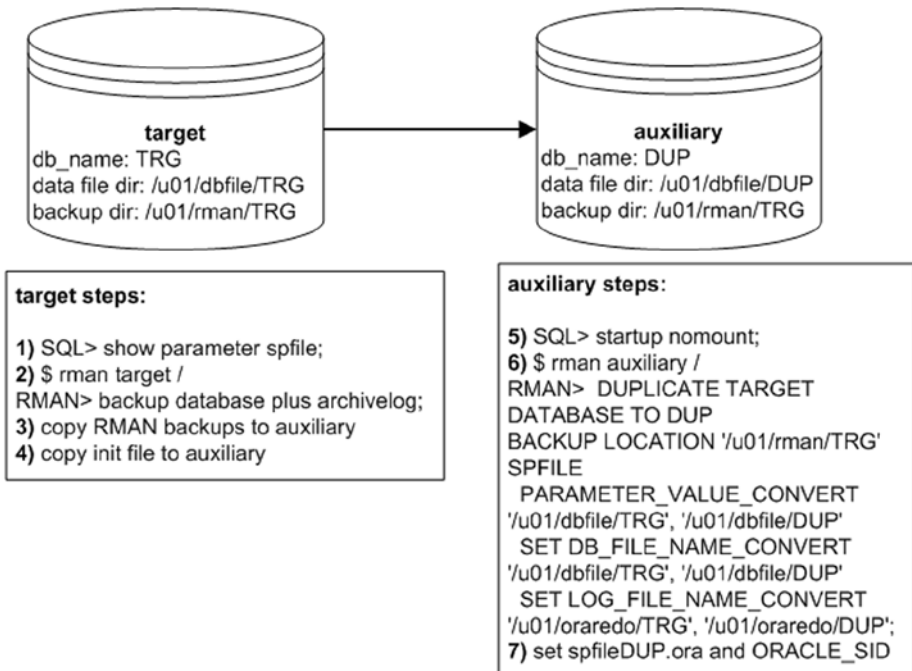 target
db_name: TRG
data file dir: /u01/dbfile/TRG
backup dir: /u01/rman/TRG
auxiliary
db_name: DUP
data file dir: /u01/dbfile/DUP
backup dir: /u01/rman/TRG
target steps:
1) SQL> show parameter spfile;
2) $ rman target /
RMAN> backup database plus archivelog;
3) copy RMAN backups to auxiliary
4) copy init file to auxiliary
auxiliary steps:
5) SQL> startup nomount;
6) $ rman auxiliary /
RMAN> DUPLICATE TARGET
DATABASE TO DUP
BACKUP LOCATION '/u01/rman/TRG'
SPFILE
PARAMETER_VALUE_CONVERT
'/u01/dbfile/TRG', '/u01/dbfile/DUP'
SET DB_FILE_NAME_CONVERT
'/u01/dbfile/TRG', '/u01/dbfile/DUP'
SET LOG_FILE_NAME_CONVERT
'/u01/oraredo/TRG', '/u01/oraredo/DUP';
7) set spfileDUP.ora and ORACLE_SID